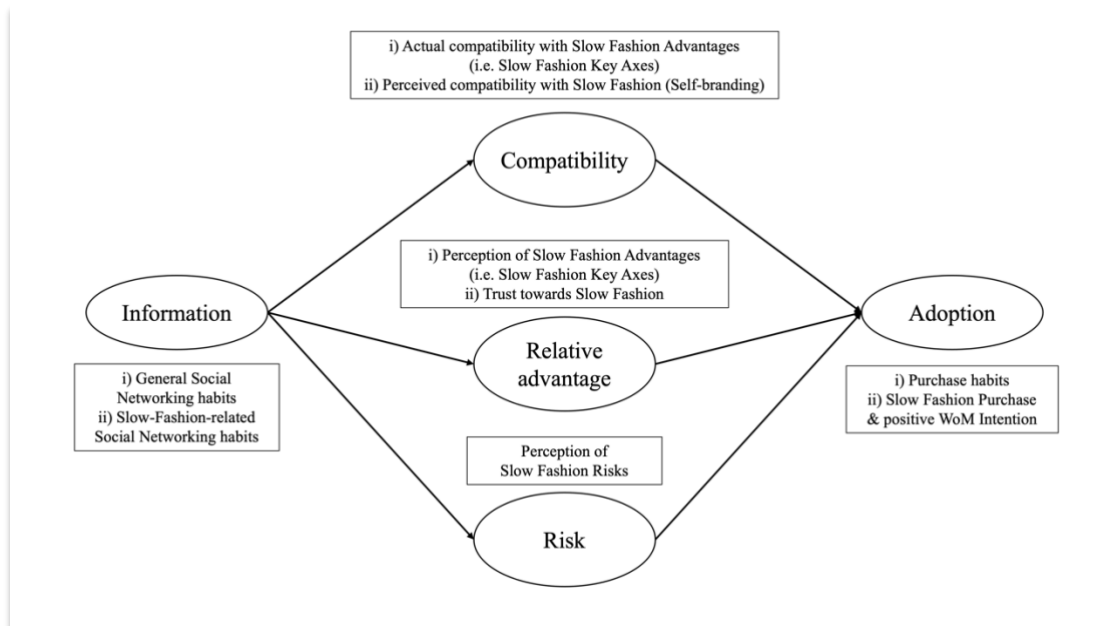 i) Actual compatibility with Slow Fashion Advantages
(i.e. Slow Fashion Key Axes)
ii) Perceived compatibility with Slow Fashion (Self-branding)
Compatibility
i) Perception of Slow Fashion Advantages
(i.e. Slow Fashion Key Axes)
ii) Trust towards Slow Fashion
Information
Adoption
Relative
advantage
i) General Social
Networking habits
ii) Slow-Fashion-related
Social Networking habits
i) Purchase habits
ii) Slow Fashion Purchase
& positive WoM Intention
Perception of
Slow Fashion Risks
Risk